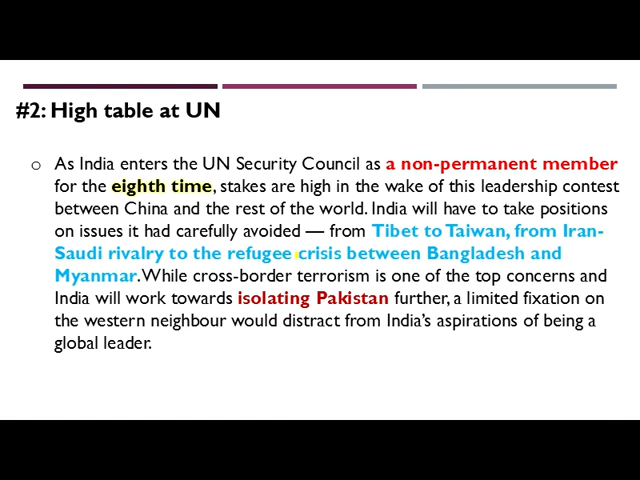 #2: High table at UN
o As India enters the UN Security Council as a non-permanent member
for the eighth time, stakes are high in the wake of this leadership contest
between China and the rest of the world. India will have to take positions
on issues it had carefully avoided — from Tibet to Taiwan, from Iran-
Saudi rivalry to the refugee crisis between Bangladesh and
Myanmar. While cross-border terrorism is one of the top concerns and
India will work towards isolating Pakistan further, a limited fixation on
the western neighbour would distract from India's aspirations of being a
global leader.